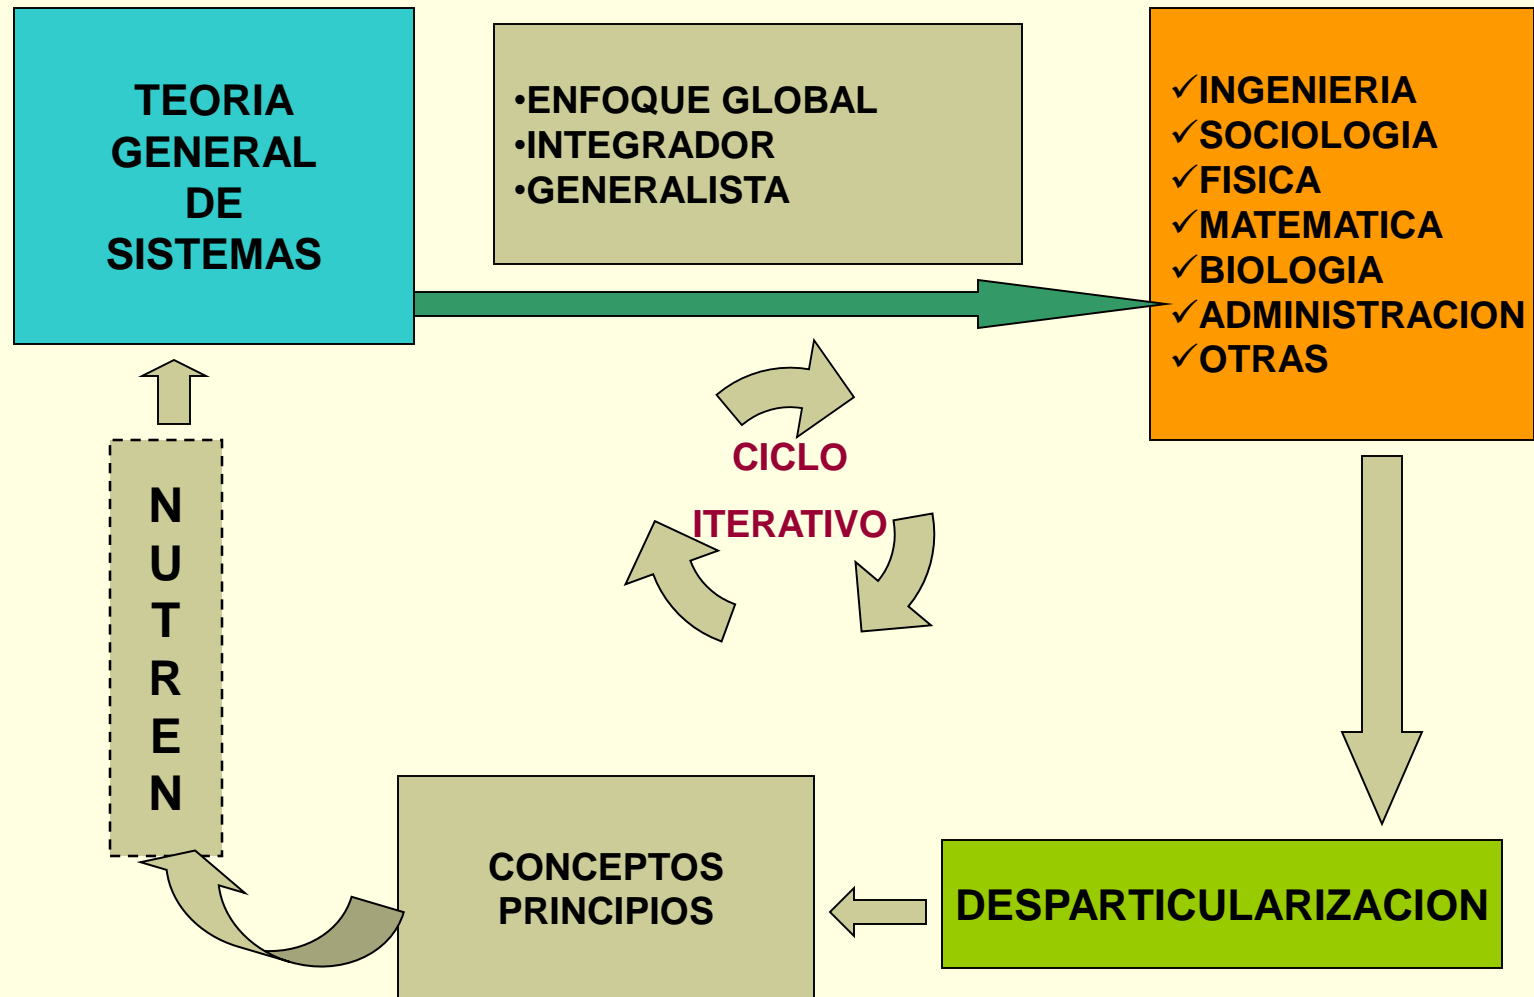 TEORIA
GENERAL
DE
SISTEMAS
•ENFOQUE GLOBAL
•INTEGRADOR
•GENERALISTA
✓INGENIERIA
✓SOCIOLOGIA
✓FISICA
✓MATEMATICA
✓BIOLOGIA
✓ADMINISTRACION
✓OTRAS
CICLO
ITERATIVO
N
U
T
R
E
N
CONCEPTOS
PRINCIPIOS
DESPARTICULARIZACION